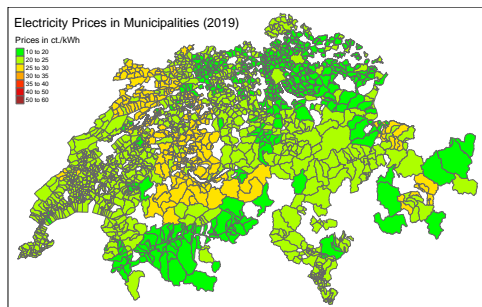 Electricity Prices in Municipalities (2019)
Prices in ct./kWh
10 to 20
20 to 25
25 to 30
30 to 35
35 to 40
40 to 50
50 to 60